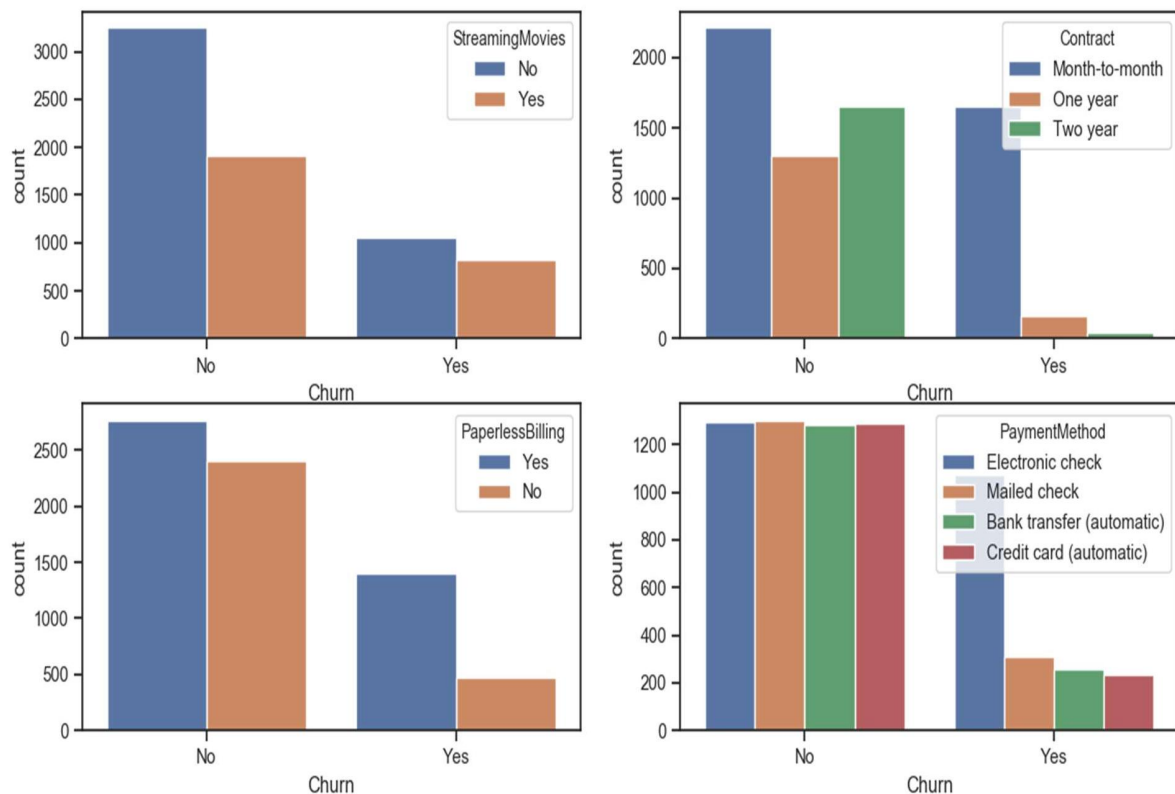 StreamingMovies
No
Yes
3000
2500
2000
1500
1000
500
0
count
No
Yes
Churn
Contract
Month-to-month
One year
Two year
2000
1500
1000
500
0
count
No
Yes
Churn
PaperlessBilling
Yes
No
2500
2000
1500
1000
500
0
count
No
Yes
Churn
PaymentMethod
Electronic check
Mailed check
Bank transfer (automatic)
Credit card (automatic)
1200
1000
800
600
400
200
0
count
No
Yes
Churn